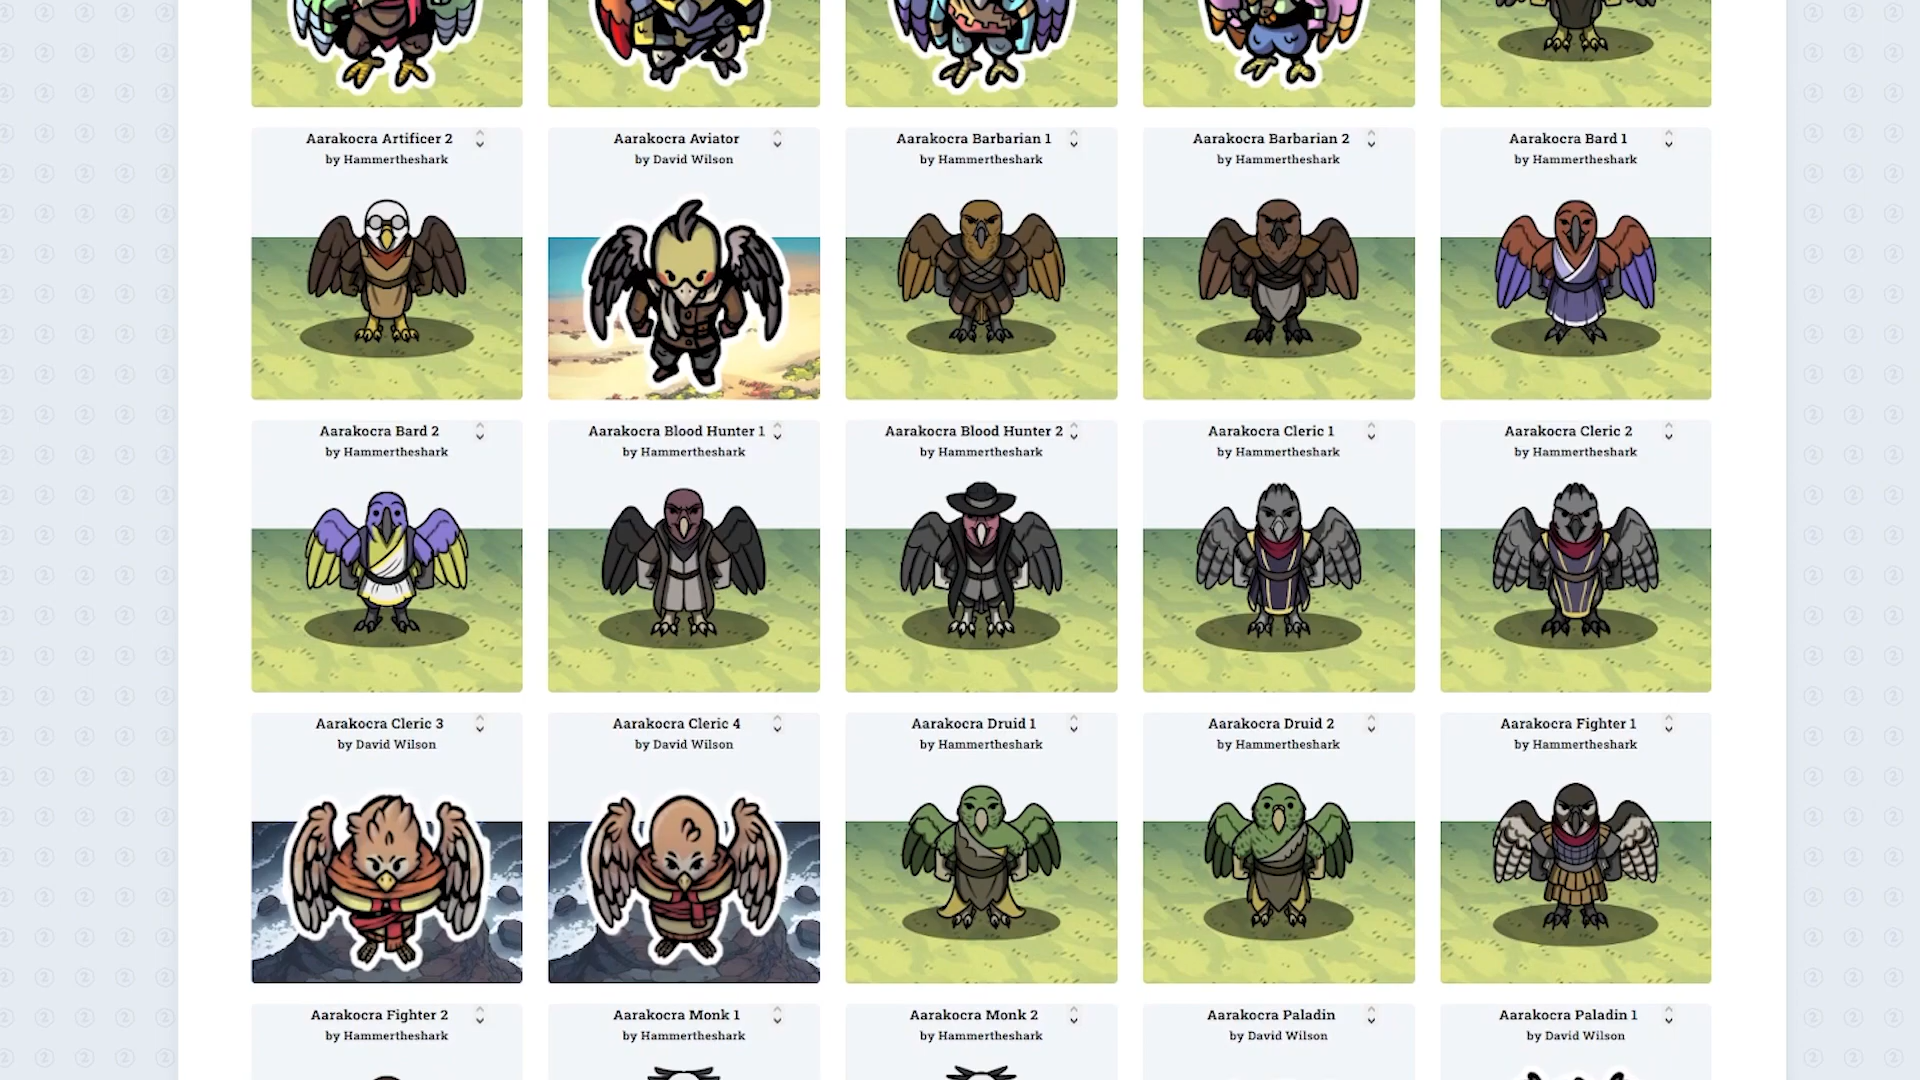 Aarakocra Artificer 2
by Hammertheshark
Aarakocra Aviator
by David Wilson
Aarakocra Barbarian 1
by Hammertheshark
Aarakocra Barbarian 2
by Hammertheshark
Aarakocra Bard 1
by Hammertheshark
Aarakocra Bard 2
by Hammertheshark
Aarakocra Blood Hunter 1
by Hammertheshark
Aarakocra Blood Hunter 2
by Hammertheshark
Aarakocra Cleric 1
by Hammertheshark
Aarakocra Cleric 2
by Hammertheshark
Aarakocra Cleric 3
by David Wilson
Aarakocra Cleric 4
by David Wilson
Aarakocra Druid 1
by Hammertheshark
Aarakocra Druid 2
by Hammertheshark
Aarakocra Fighter 1
by Hammertheshark
Aarakocra Fighter 2
by Hammertheshark
Aarakocra Monk 1
by Hammertheshark
Aarakocra Monk 2
by Hammertheshark
Aarakocra Paladin
by David Wilson
Aarakocra Paladin 1
by David Wilson